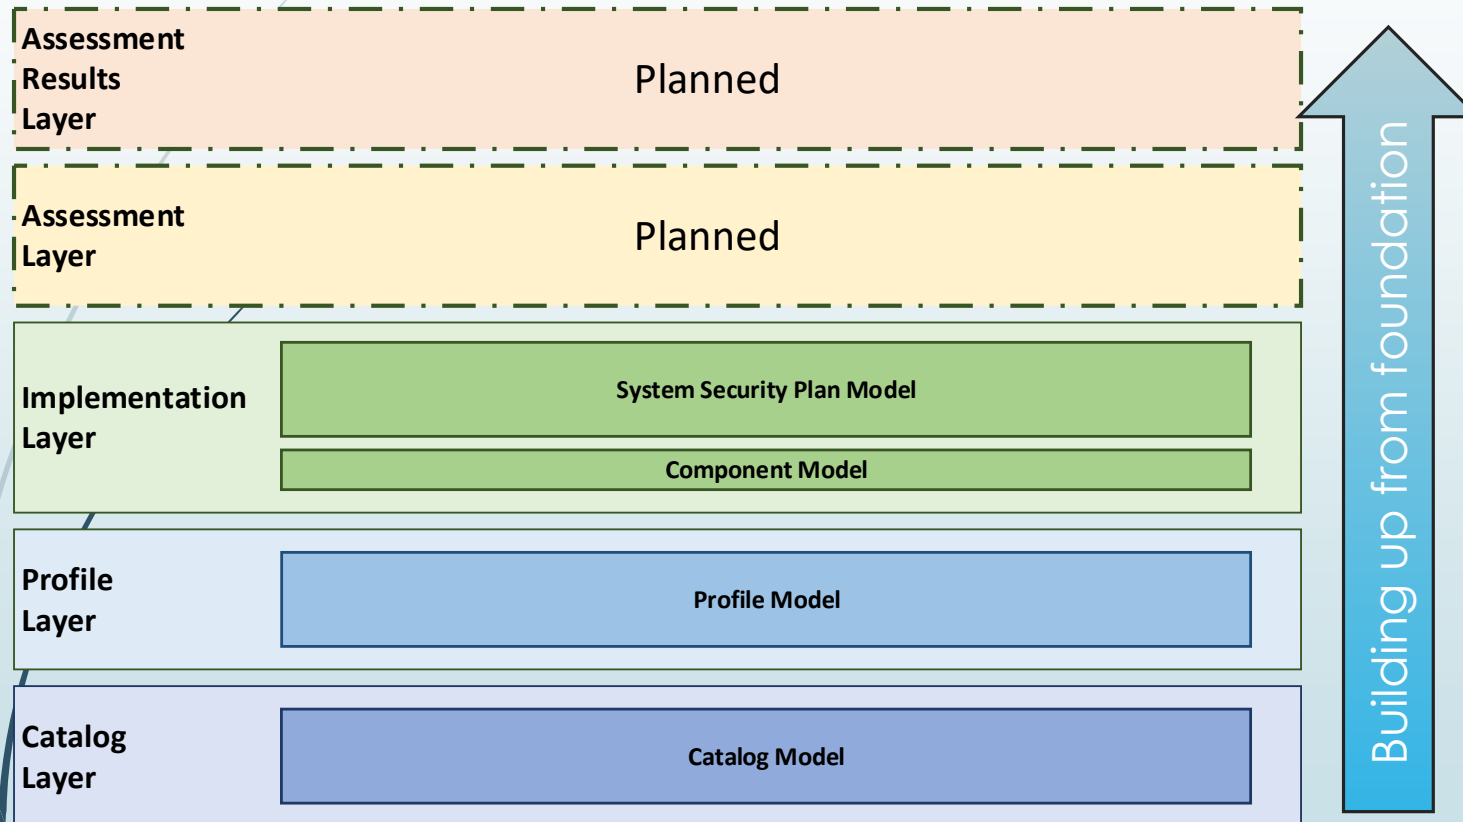 Assessment
Results
Layer
Planned
Assessment
Layer
Planned
Implementation
Layer
System Security Plan Model
Component Model
Profile
Layer
Profile Model
Catalog
Layer
Catalog Model
Building up from foundation